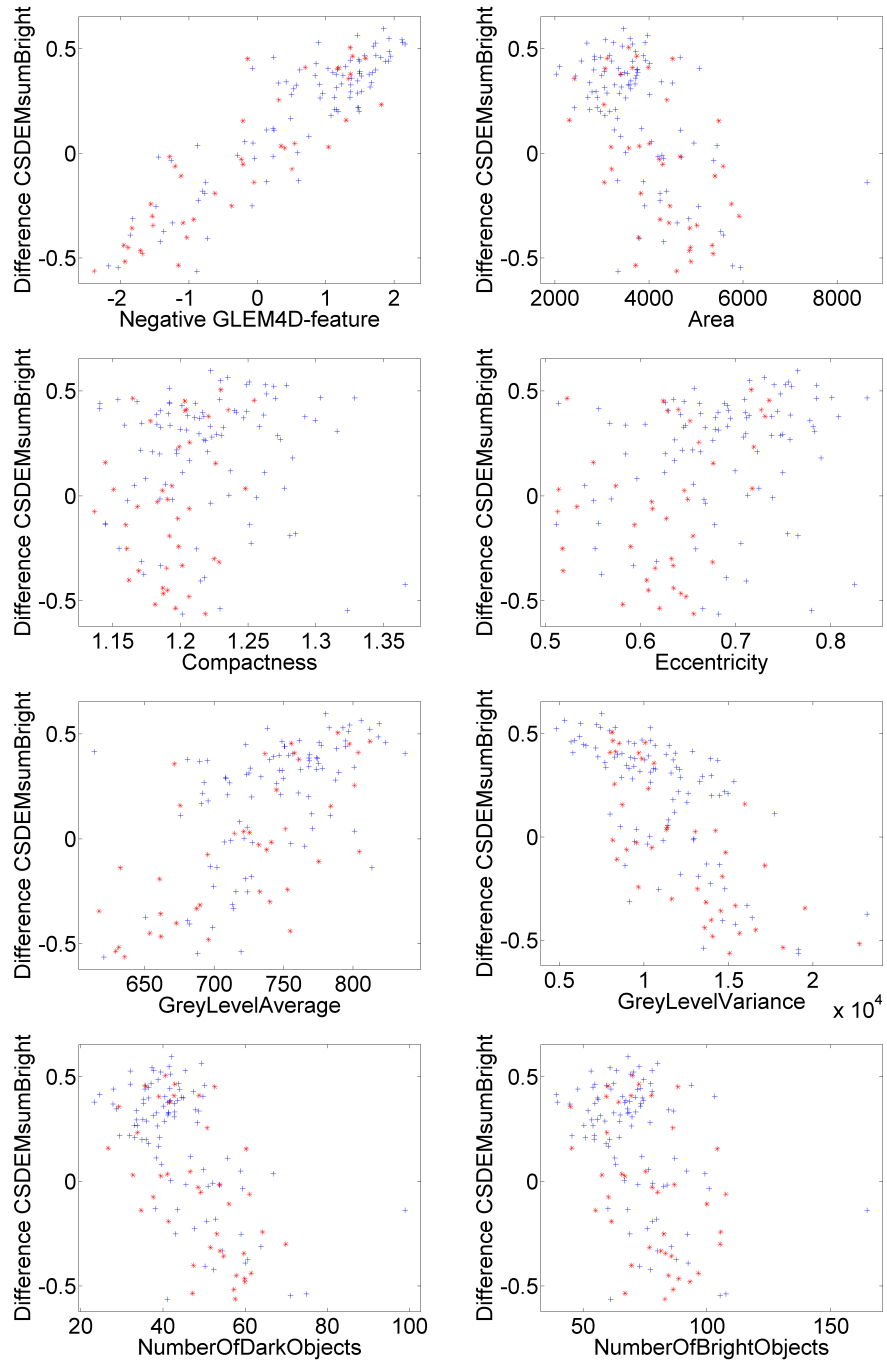 Difference CSDEMsumBright
0.5
0
-0.5
-2 -1 0 1 2
Negative GLEM4D-feature
Difference CSDEMsumBright
0.5
0
-0.5
2000 4000 6000 8000
Area
Difference CSDEMsumBright
0.5
0
-0.5
1.15 1.2 1.25 1.3 1.35
Compactness
Difference CSDEMsumBright
0.5
0
-0.5
0.5 0.6 0.7 0.8
Eccentricity
Difference CSDEMsumBright
0.5
0
-0.5
650 700 750 800
GreyLevelAverage
Difference CSDEMsumBright
0.5
0
-0.5
0.5 1 1.5 2
GreyLevelVariance
x 10^4
Difference CSDEMsumBright
0.5
0
-0.5
20 40 60 80 100
NumberOfDarkObjects
Difference CSDEMsumBright
0.5
0
-0.5
50 100 150
NumberOfBrightObjects